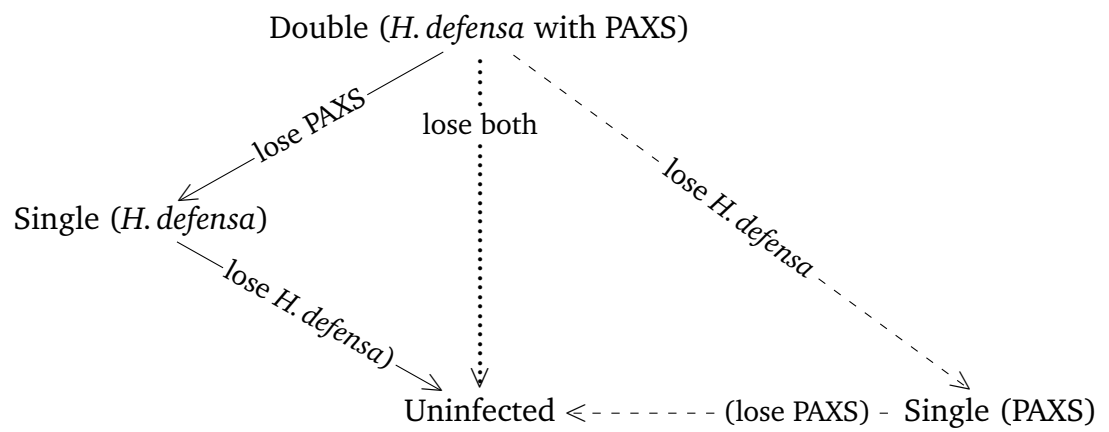 Double (H. defensa with PAXS)
lose PAXS
lose both
lose H. defensa
Single (H. defensa)
lose H. defensa)
Uninfected
(lose PAXS)
Single (PAXS)